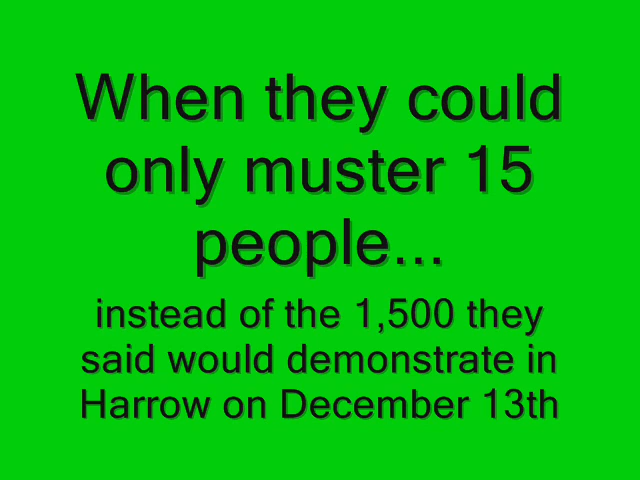 When they could
only muster 15
people...
instead of the 1,500 they
said would demonstrate in
Harrow on December 13th